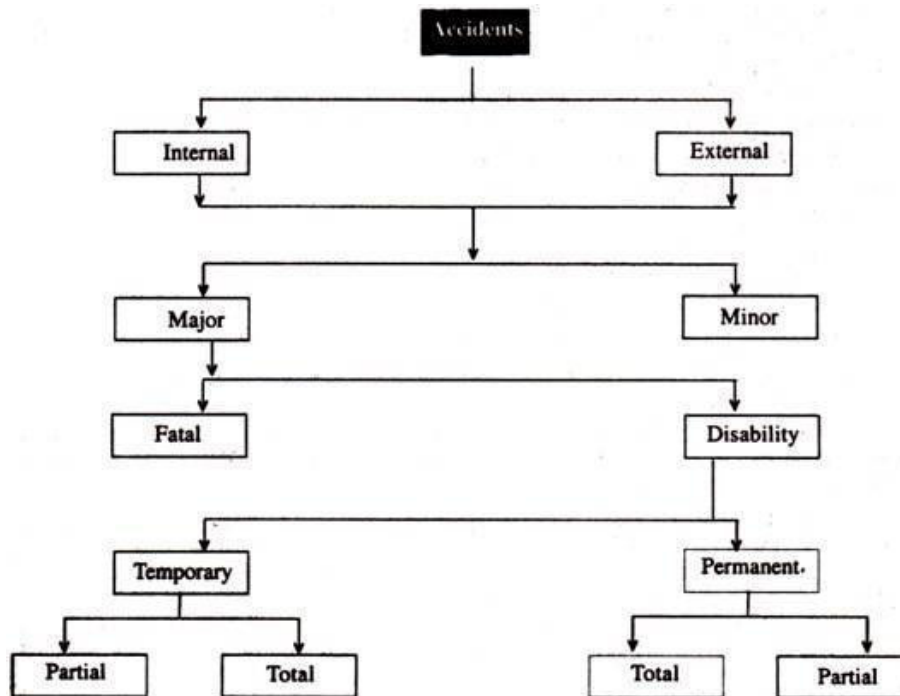 Accidents
Internal
External
Major
Minor
Fatal
Disability
Temporary
Permanent.
Partial
Total
Total
Partial